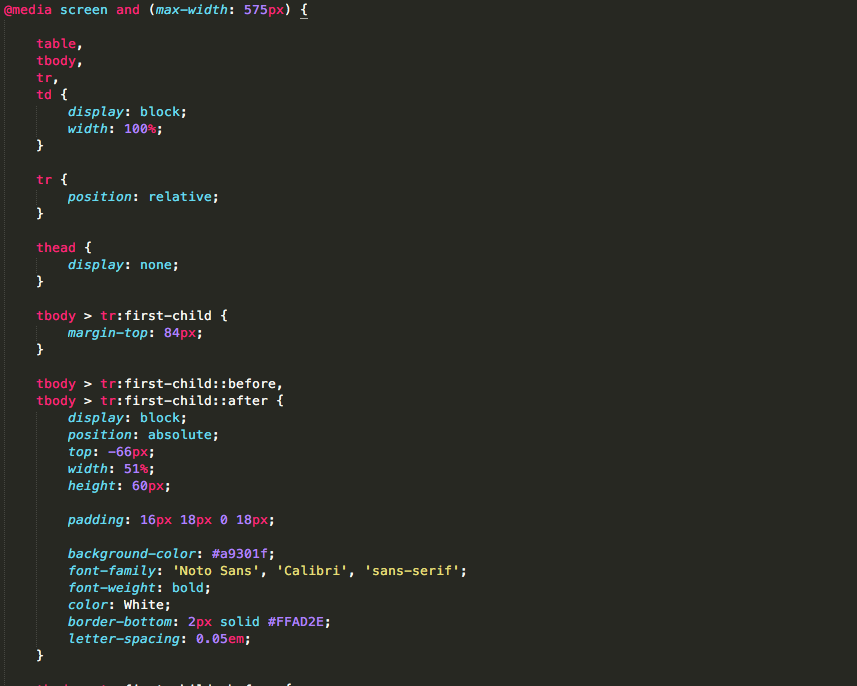 @media screen and (max-width: 575px) {
table,
tbody,
tr,
td {
display: block;
width: 100%;
}
tr {
position: relative;
}
thead {
display: none;
}
tbody > tr:first-child {
margin-top: 84px;
}
tbody > tr:first-child::before,
tbody > tr:first-child::after {
display: block;
position: absolute;
top: -66px;
width: 51%;
height: 60px;
padding: 16px 18px 0 18px;
background-color: #a9301f;
font-family: 'Noto Sans', 'Calibri', 'sans-serif';
font-weight: bold;
color: White;
border-bottom: 2px solid #FFAD2E;
letter-spacing: 0.05em;
}